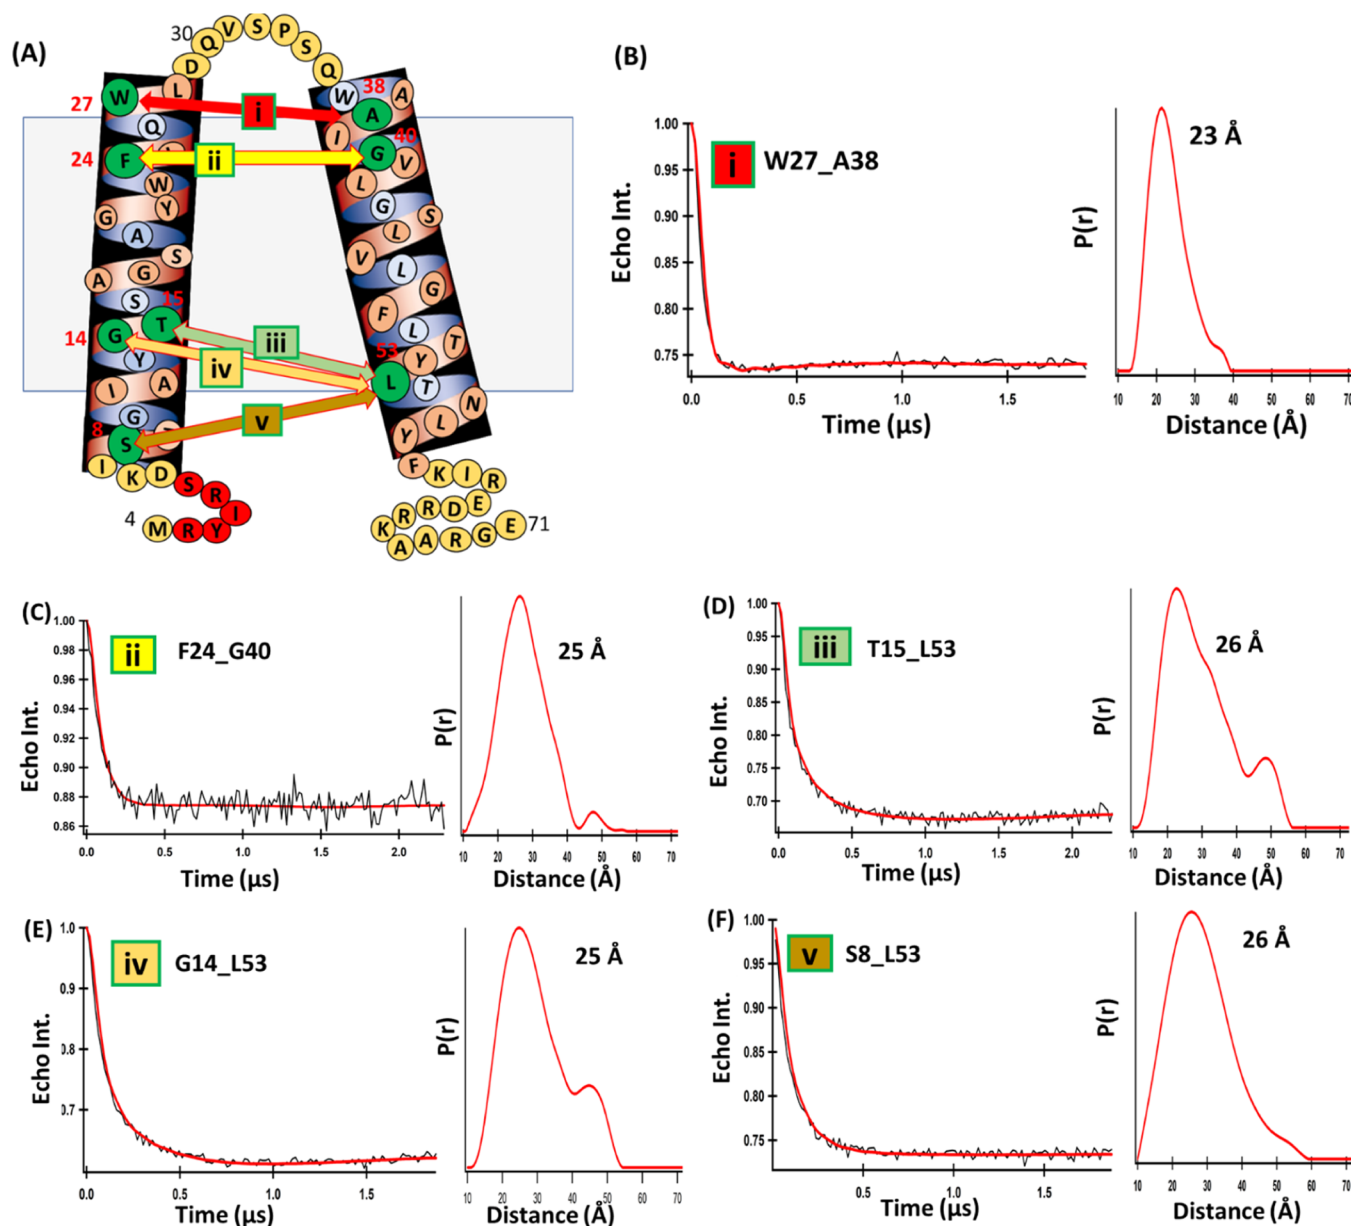 (A)
30 D Q V S P S Q
27 W L W 38 A
i
Q I A
24 F ii 40 G V
W L
G Y G S
A L
S V L
A G G
S F
15 L T
14 G T iii 53 Y
Y iv L T
I A
G N
8 v L
S Y
I K D S R I F K I R
4 M R Y K R R D E
A A R G E 71
(B)
i W27_A38
23 Å
Echo Int.
1.00
0.95
0.90
0.85
0.80
0.75
0.0 0.5 1.0 1.5
Time (µs)
P(r)
10 20 30 40 50 60 70
Distance (Å)
(C)
ii F24_G40
25 Å
Echo Int.
1.00
0.98
0.96
0.94
0.92
0.90
0.88
0.86
0.0 0.5 1.0 1.5 2.0
Time (µs)
P(r)
10 20 30 40 50 60 70
Distance (Å)
(D)
iii T15_L53
26 Å
Echo Int.
1.00
0.95
0.90
0.85
0.80
0.75
0.70
0.0 0.5 1.0 1.5 2.0
Time (µs)
P(r)
10 20 30 40 50 60 70
Distance (Å)
(E)
iv G14_L53
25 Å
Echo Int.
1.0
0.9
0.8
0.7
0.0 0.5 1.0 1.5
Time (µs)
P(r)
10 20 30 40 50 60 70
Distance (Å)
(F)
v S8_L53
26 Å
Echo Int.
1.00
0.95
0.90
0.85
0.80
0.75
0.5 1.0 1.5
Time (µs)
P(r)
10 20 30 40 50 60 70
Distance (Å)